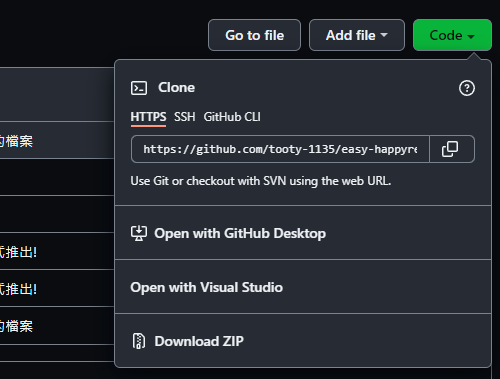 Go to file
Add file
Code
Clone
的檔案
HTTPS SSH GitHub CLI
https://github.com/tooty-1135/easy-happyre
Use Git or checkout with SVN using the web URL.
Open with GitHub Desktop
式推出!
Open with Visual Studio
式推出!
的檔案
Download ZIP